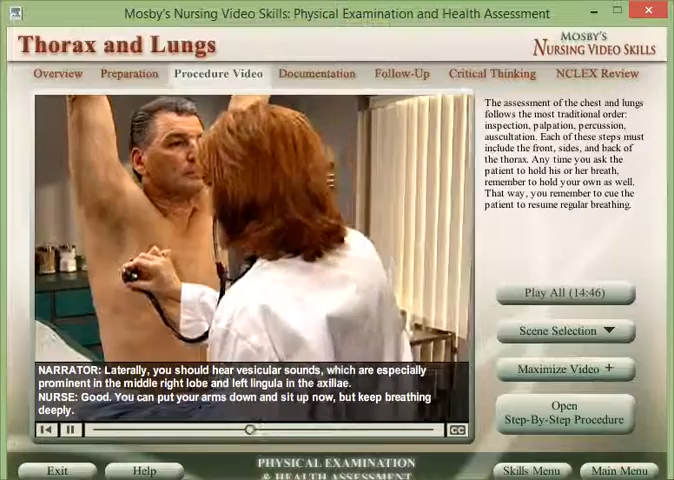 Mosby's Nursing Video Skills: Physical Examination and Health Assessment
Thorax and Lungs
MOSBY'S
NURSING VIDEO SKILLS
Overview
Preparation
Procedure Video
Documentation
Follow-Up
Critical Thinking
NCLEX Review
The assessment of the chest and lungs
follows the most traditional order:
inspection, palpation, percussion,
auscultation. Each of these steps must
include the front, sides, and back of
the thorax. Any time you ask the
patient to hold his or her breath,
remember to hold your own as well.
That way, you remember to cue the
patient to resume regular breathing.
Play All (14:46)
Scene Selection
Maximize Video +
Open
Step-By-Step Procedure
NARRATOR: Laterally, you should hear vesicular sounds, which are especially
prominent in the middle right lobe and left lingula in the axillae.
NURSE: Good. You can put your arms down and sit up now, but keep breathing
deeply.
CC
Exit
Help
PHYSICAL EXAMINATION
& HEALTH ASSESSMENT
Skills Menu
Main Menu